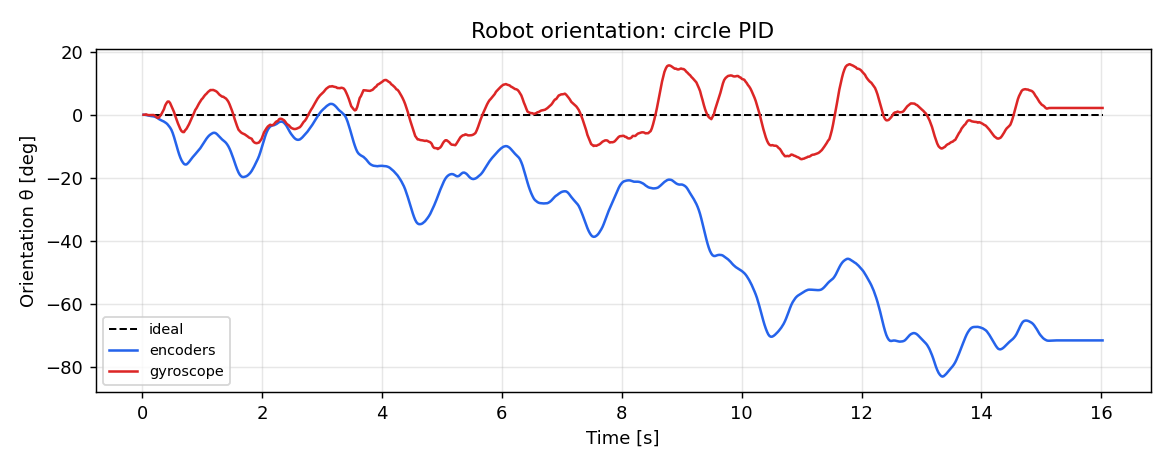 Robot orientation: circle PID
Orientation θ [deg]
20
0
−20
−40
−60
−80
ideal
encoders
gyroscope
0 2 4 6 8 10 12 14 16
Time [s]